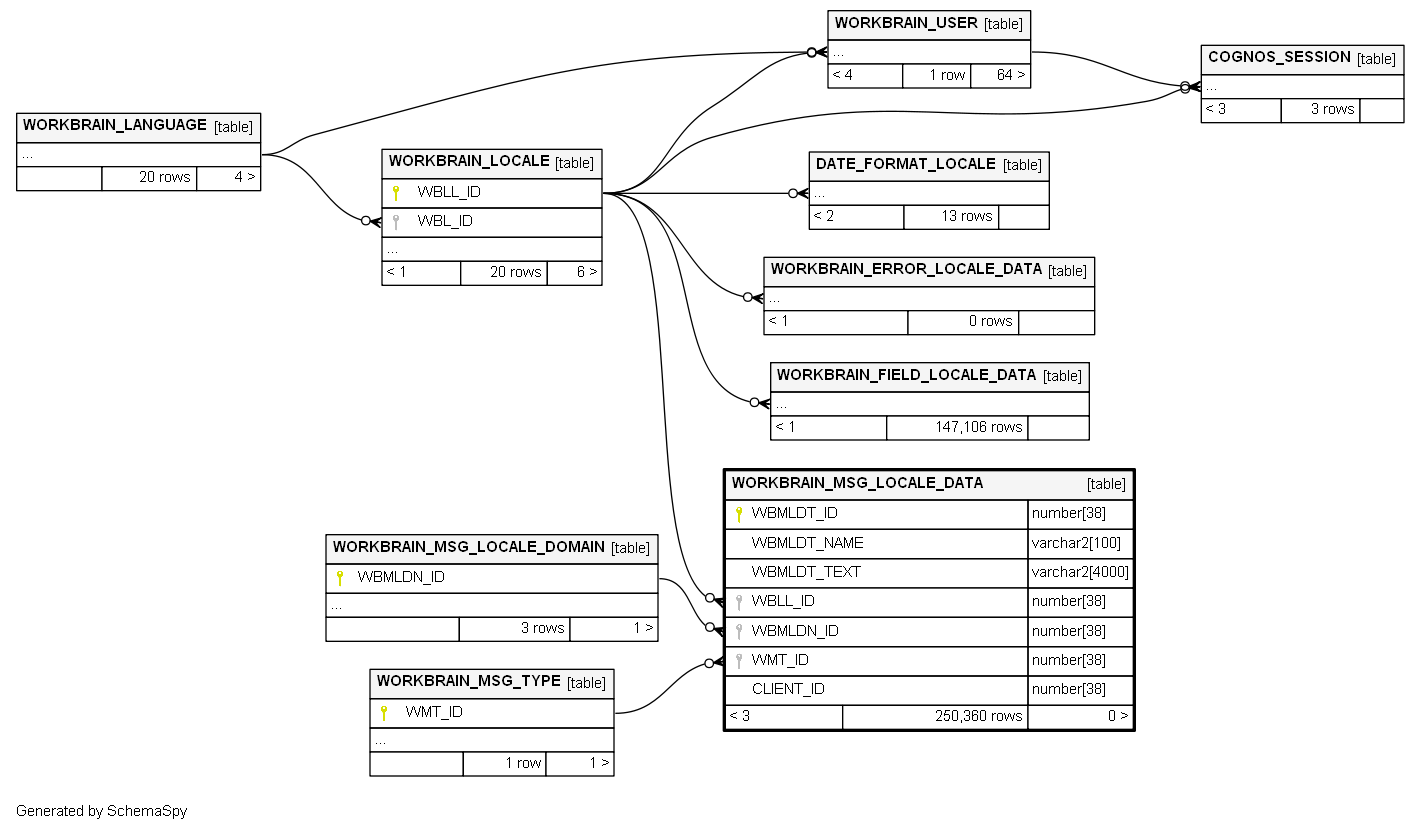 WORKBRAIN_USER [table]
...
< 4 1 row 64 >
COGNOS_SESSION [table]
...
< 3 3 rows
WORKBRAIN_LANGUAGE [table]
...
20 rows 4 >
WORKBRAIN_LOCALE [table]
WBLL_ID
WBL_ID
...
< 1 20 rows 6 >
DATE_FORMAT_LOCALE [table]
...
< 2 13 rows
WORKBRAIN_ERROR_LOCALE_DATA [table]
...
< 1 0 rows
WORKBRAIN_FIELD_LOCALE_DATA [table]
...
< 1 147,106 rows
WORKBRAIN_MSG_LOCALE_DATA [table]
WBMLDT_ID number[38]
WBMLDT_NAME varchar2[100]
WBMLDT_TEXT varchar2[4000]
WBLL_ID number[38]
WBMLDN_ID number[38]
WMT_ID number[38]
CLIENT_ID number[38]
< 3 250,360 rows 0 >
WORKBRAIN_MSG_LOCALE_DOMAIN [table]
WBMLDN_ID
...
3 rows 1 >
WORKBRAIN_MSG_TYPE [table]
WMT_ID
...
1 row 1 >
Generated by SchemaSpy